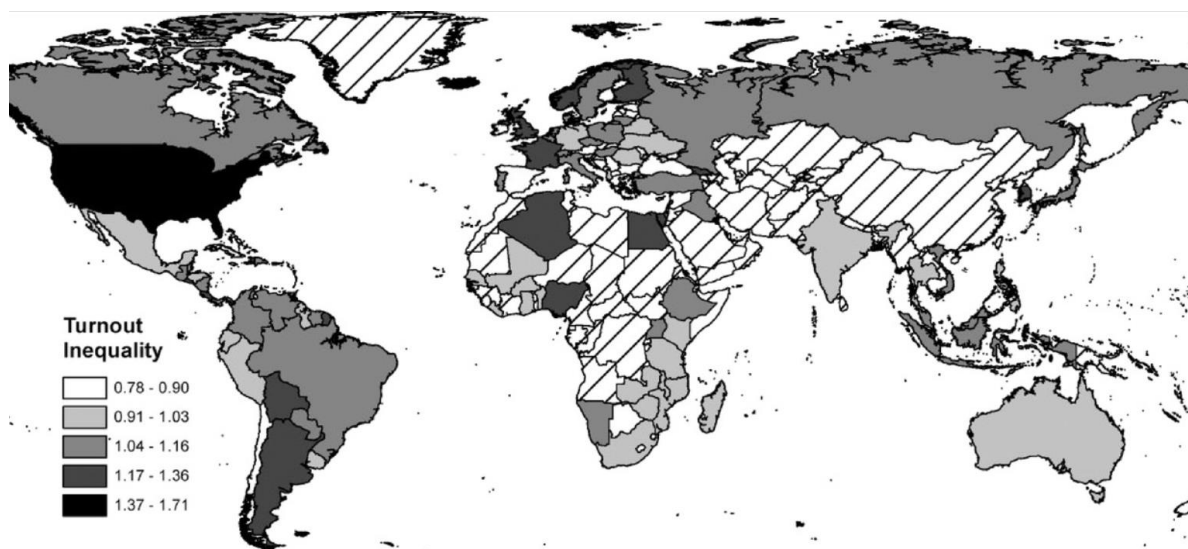 Turnout
Inequality
0.78 - 0.90
0.91 - 1.03
1.04 - 1.16
1.17 - 1.36
1.37 - 1.71